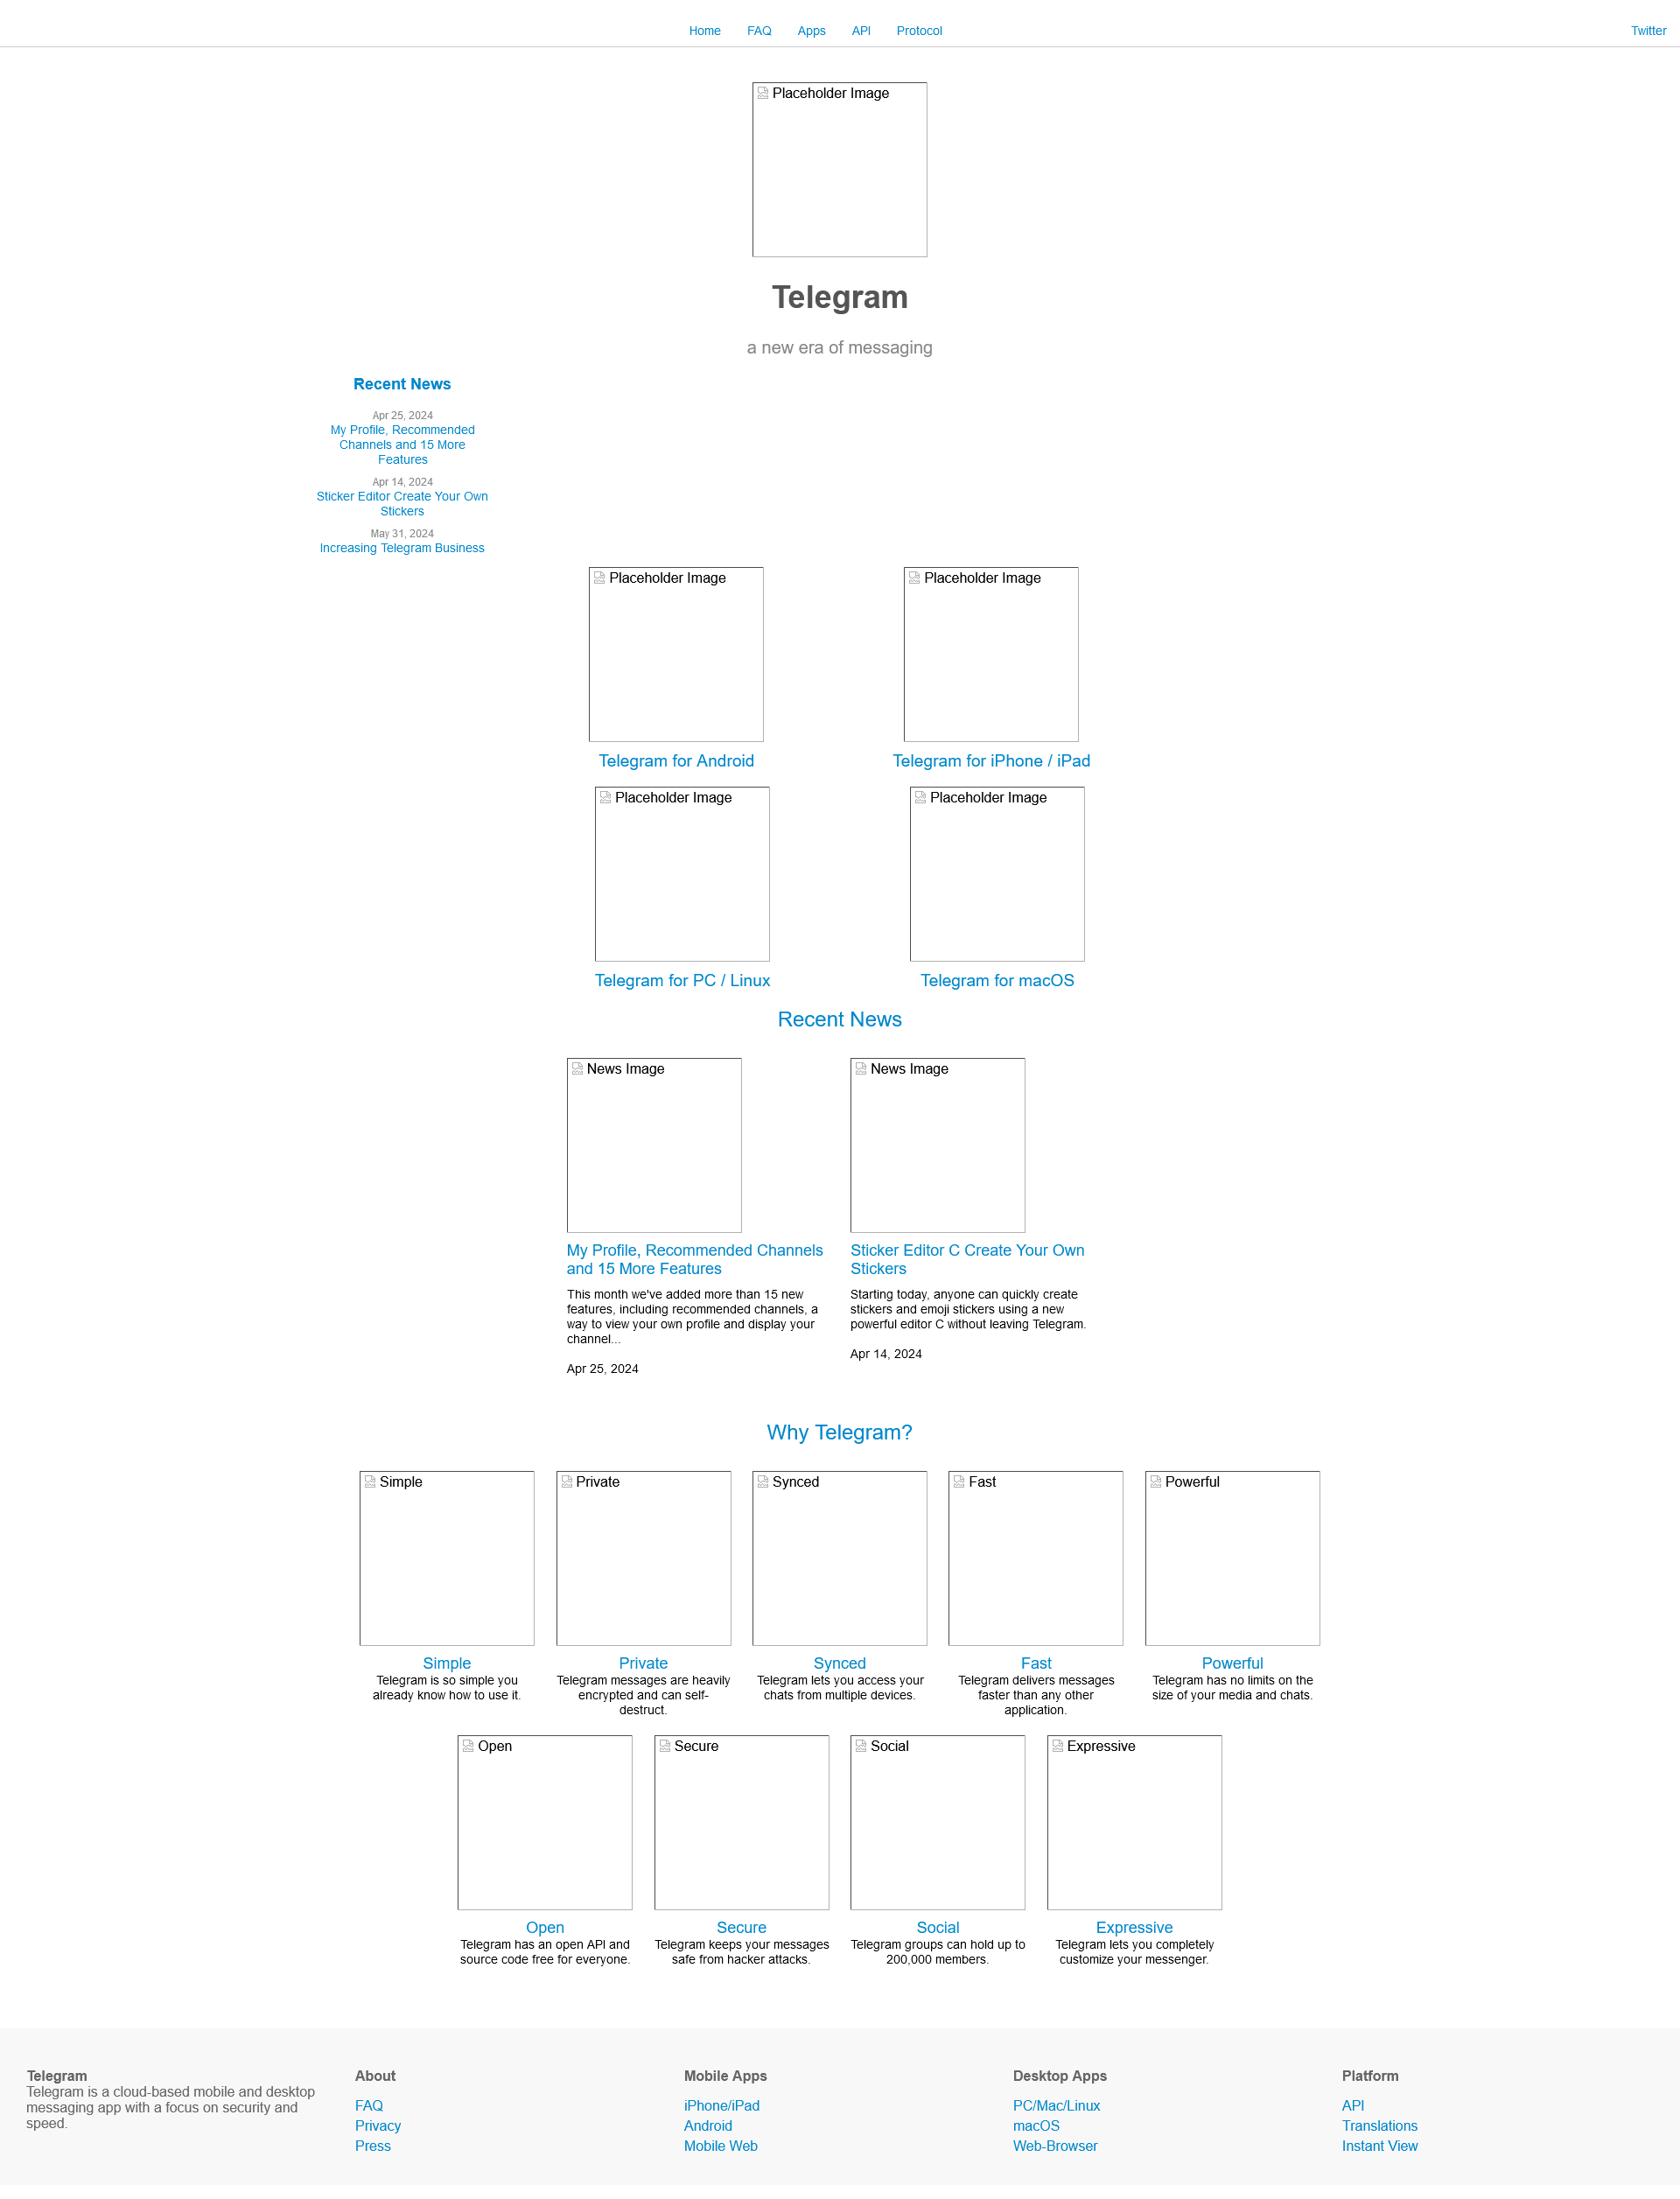 Home FAQ Apps API Protocol Twitter
Placeholder Image
Telegram
a new era of messaging
Recent News
Apr 25, 2024
My Profile, Recommended
Channels and 15 More
Features
Apr 14, 2024
Sticker Editor Create Your Own
Stickers
May 31, 2024
Increasing Telegram Business
Placeholder Image
Telegram for Android
Placeholder Image
Telegram for iPhone / iPad
Placeholder Image
Telegram for PC / Linux
Placeholder Image
Telegram for macOS
Recent News
News Image
My Profile, Recommended Channels
and 15 More Features
This month we've added more than 15 new
features, including recommended channels, a
way to view your own profile and display your
channel...
Apr 25, 2024
News Image
Sticker Editor C Create Your Own
Stickers
Starting today, anyone can quickly create
stickers and emoji stickers using a new
powerful editor C without leaving Telegram.
Apr 14, 2024
Why Telegram?
Simple
Simple
Telegram is so simple you
already know how to use it.
Private
Private
Telegram messages are heavily
encrypted and can self-
destruct.
Synced
Synced
Telegram lets you access your
chats from multiple devices.
Fast
Fast
Telegram delivers messages
faster than any other
application.
Powerful
Powerful
Telegram has no limits on the
size of your media and chats.
Open
Open
Telegram has an open API and
source code free for everyone.
Secure
Secure
Telegram keeps your messages
safe from hacker attacks.
Social
Social
Telegram groups can hold up to
200,000 members.
Expressive
Expressive
Telegram lets you completely
customize your messenger.
Telegram
Telegram is a cloud-based mobile and desktop
messaging app with a focus on security and
speed.
About
FAQ
Privacy
Press
Mobile Apps
iPhone/iPad
Android
Mobile Web
Desktop Apps
PC/Mac/Linux
macOS
Web-Browser
Platform
API
Translations
Instant View